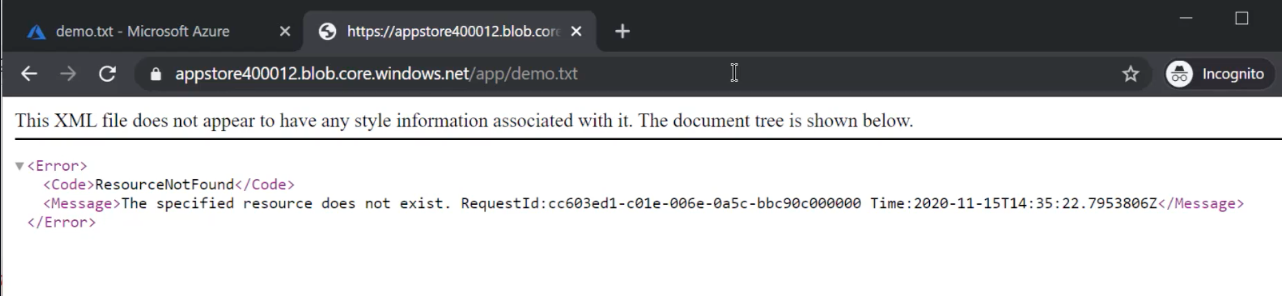 demo.txt - Microsoft Azure
https://appstore400012.blob.core
appstore400012.blob.core.windows.net/app/demo.txt
Incognito
This XML file does not appear to have any style information associated with it. The document tree is shown below.
<Error>
<Code>ResourceNotFound</Code>
<Message>The specified resource does not exist. RequestId:cc603ed1-c01e-006e-0a5c-bbc90c000000 Time:2020-11-15T14:35:22.7953806Z</Message>
</Error>